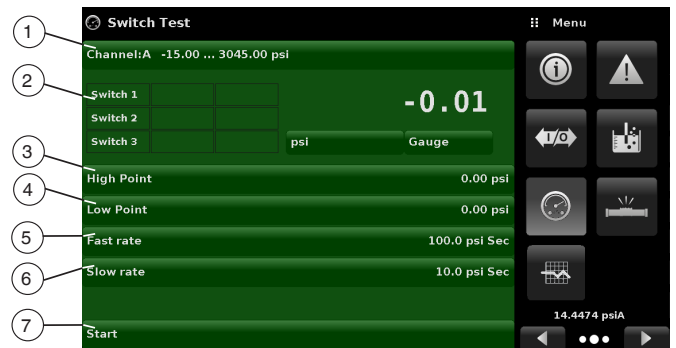 Switch Test
Menu
1
Channel:A -15.00 ... 3045.00 psi
2
Switch 1
Switch 2
Switch 3
-0.01
psi
Gauge
I/O
3
High Point 0.00 psi
4
Low Point 0.00 psi
5
Fast rate 100.0 psi Sec
6
Slow rate 10.0 psi Sec
14.4474 psiA
7
Start